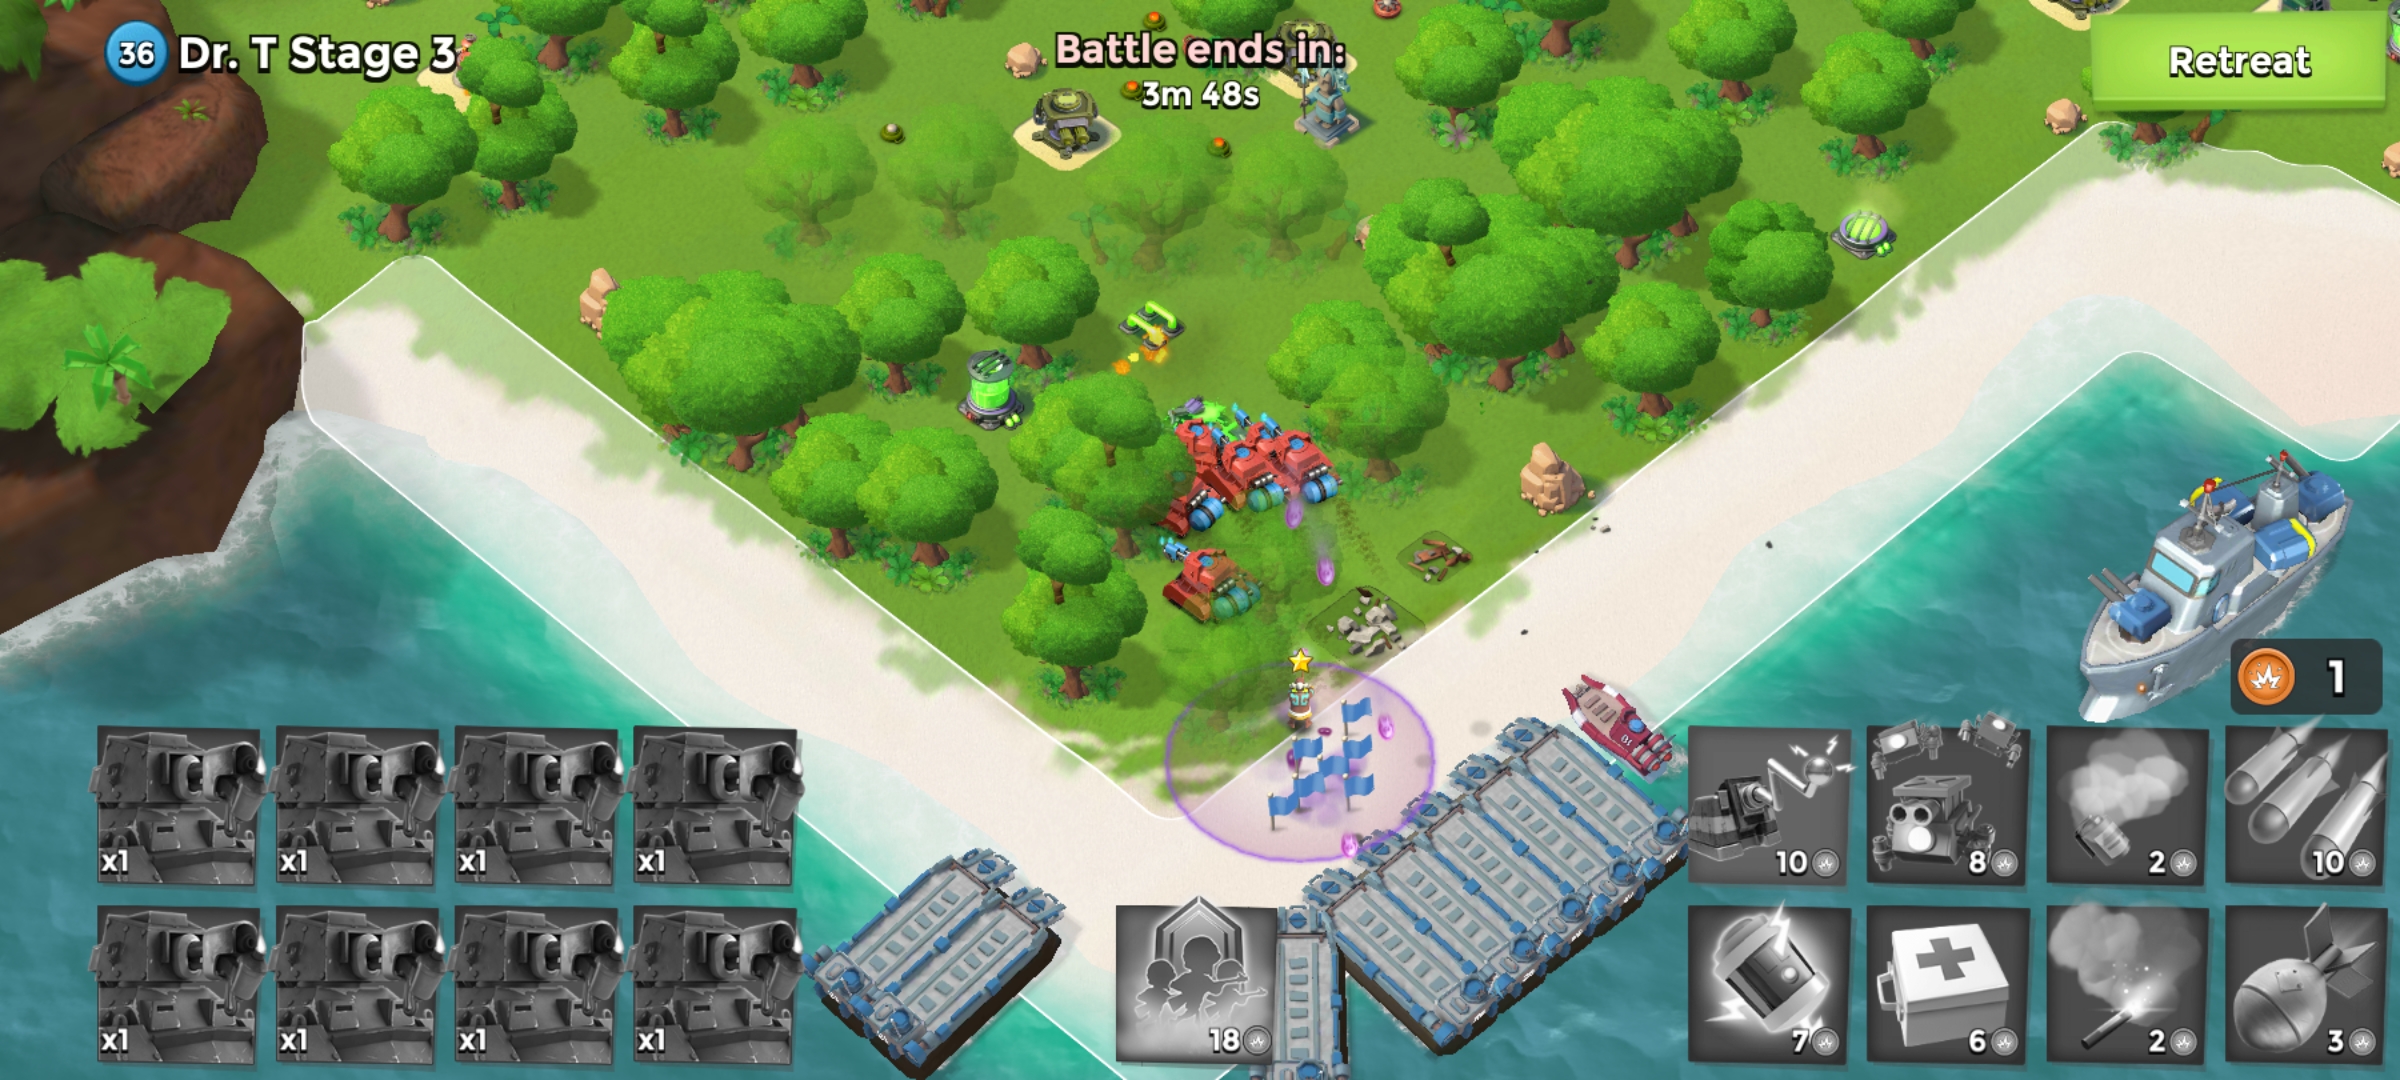 36 Dr. T Stage 3
Battle ends in:
3m 48s
Retreat
1
x1 x1 x1 x1
10 8 2 10
x1 x1 x1 x1
18
7 6 2 3